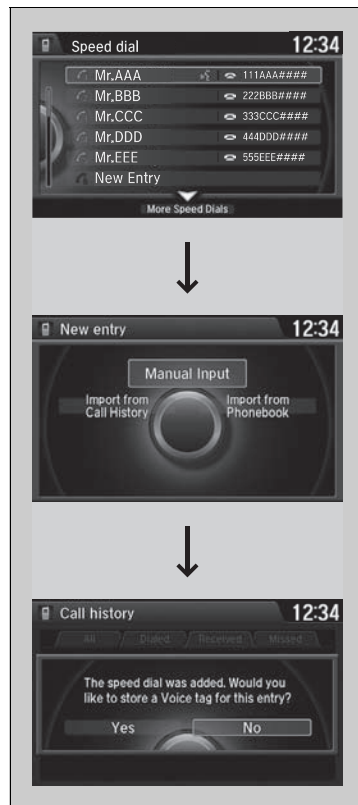 Speed dial 12:34
Mr.AAA 111AAA####
Mr.BBB 222BBB####
Mr.CCC 333CCC####
Mr.DDD 444DDD####
Mr.EEE 555EEE####
New Entry
More Speed Dials
New entry 12:34
Manual Input
Import from
Call History
Import from
Phonebook
Call history 12:34
All Dialed Received Missed
The speed dial was added. Would you
like to store a Voice tag for this entry?
Yes No